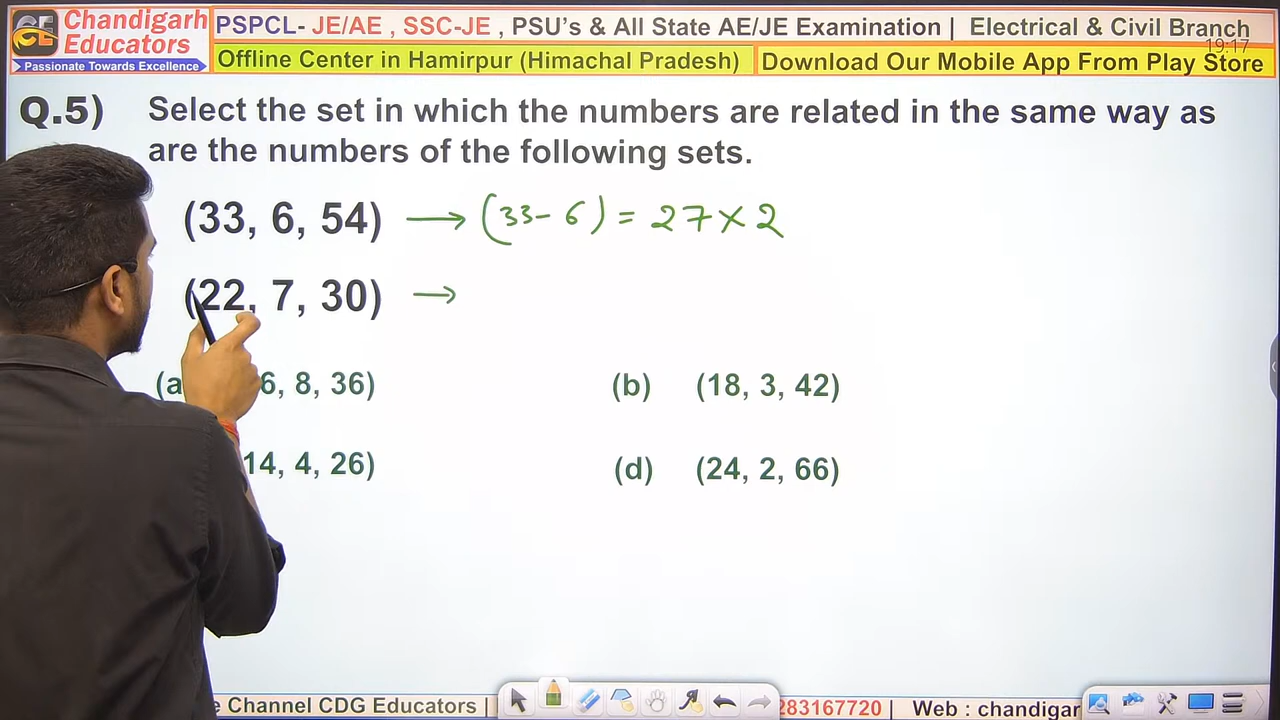 Chandigarh
Educators
Passionate Towards Excellence
PSPCL- JE/AE , SSC-JE , PSU's & All State AE/JE Examination | Electrical & Civil Branch
19:17
Offline Center in Hamirpur (Himachal Pradesh)
Download Our Mobile App From Play Store
Q.5) Select the set in which the numbers are related in the same way as
are the numbers of the following sets.
(33, 6, 54) → (33-6) = 27×2
(22, 7, 30) →
(a 6, 8, 36)
(b) (18, 3, 42)
14, 4, 26)
(d) (24, 2, 66)
Channel CDG Educators |
283167720 | Web : chandigar